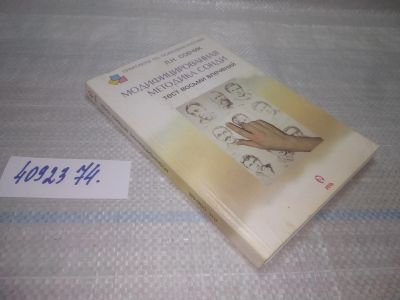 Л.Н. СОБЧИК
МОДИФИЦИРОВАННАЯ
МЕТОДИКА СОНДИ
ТЕСТ ВОСЬМИ ВЛЕЧЕНИЙ
40923 74.